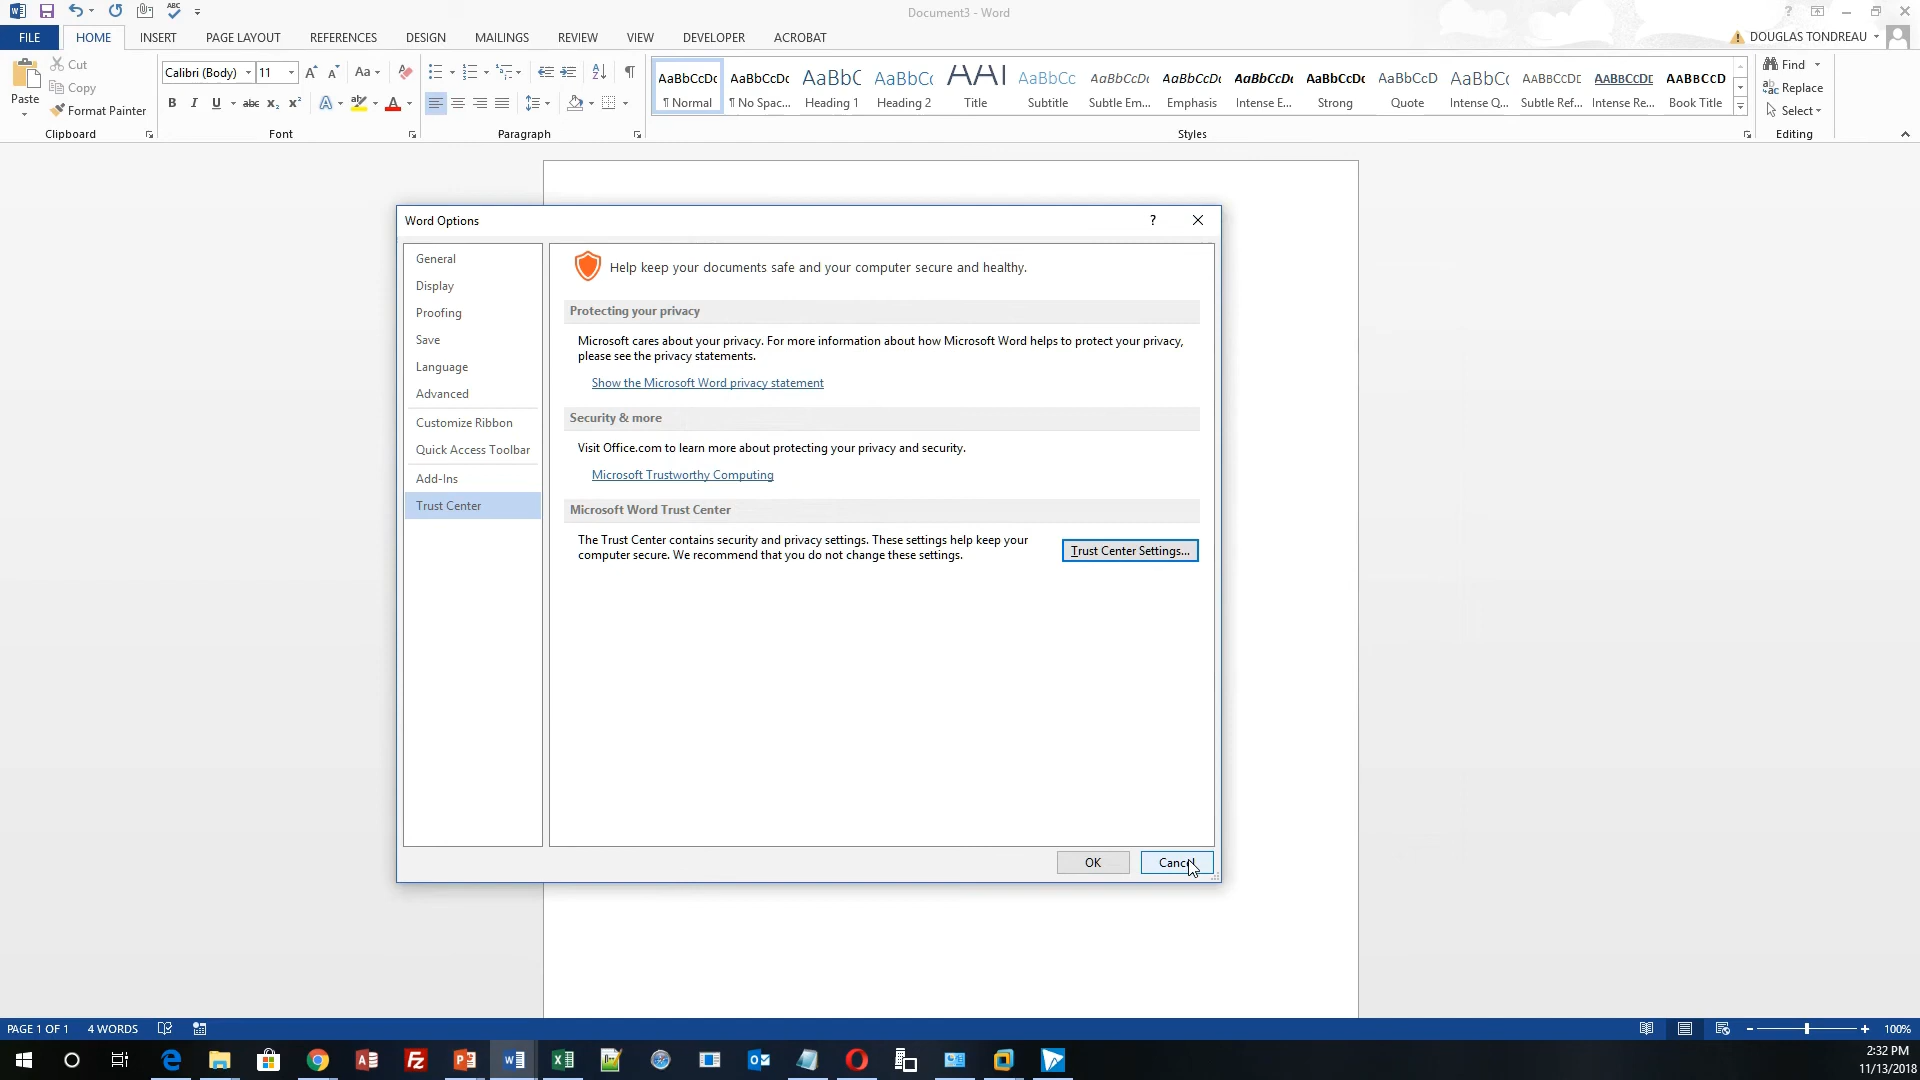 Document3 - Word
FILE HOME INSERT PAGE LAYOUT REFERENCES DESIGN MAILINGS REVIEW VIEW DEVELOPER ACROBAT DOUGLAS TONDREAU
Paste
Cut
Copy
Format Painter
Clipboard
Calibri (Body) 11
Font
Paragraph
AaBbCcDc AaBbCcDc AaBbC AaBbCc AAI AaBbCc AaBbCcDc AaBbCcDc AaBbCcDc AaBbCcDc AaBbCcD AaBbCc AABBCCDE AABBCCDE AABBCCD
¶ Normal ¶ No Spac... Heading 1 Heading 2 Title Subtitle Subtle Em... Emphasis Intense E... Strong Quote Intense Q... Subtle Ref... Intense Re... Book Title
Styles
Find
Replace
Select
Editing
Word Options
General
Display
Proofing
Save
Language
Advanced
Customize Ribbon
Quick Access Toolbar
Add-Ins
Trust Center
Help keep your documents safe and your computer secure and healthy.
Protecting your privacy
Microsoft cares about your privacy. For more information about how Microsoft Word helps to protect your privacy,
please see the privacy statements.
Show the Microsoft Word privacy statement
Security & more
Visit Office.com to learn more about protecting your privacy and security.
Microsoft Trustworthy Computing
Microsoft Word Trust Center
The Trust Center contains security and privacy settings. These settings help keep your
computer secure. We recommend that you do not change these settings.
Trust Center Settings...
OK Cancel
PAGE 1 OF 1 4 WORDS 100%
2:32 PM
11/13/2018